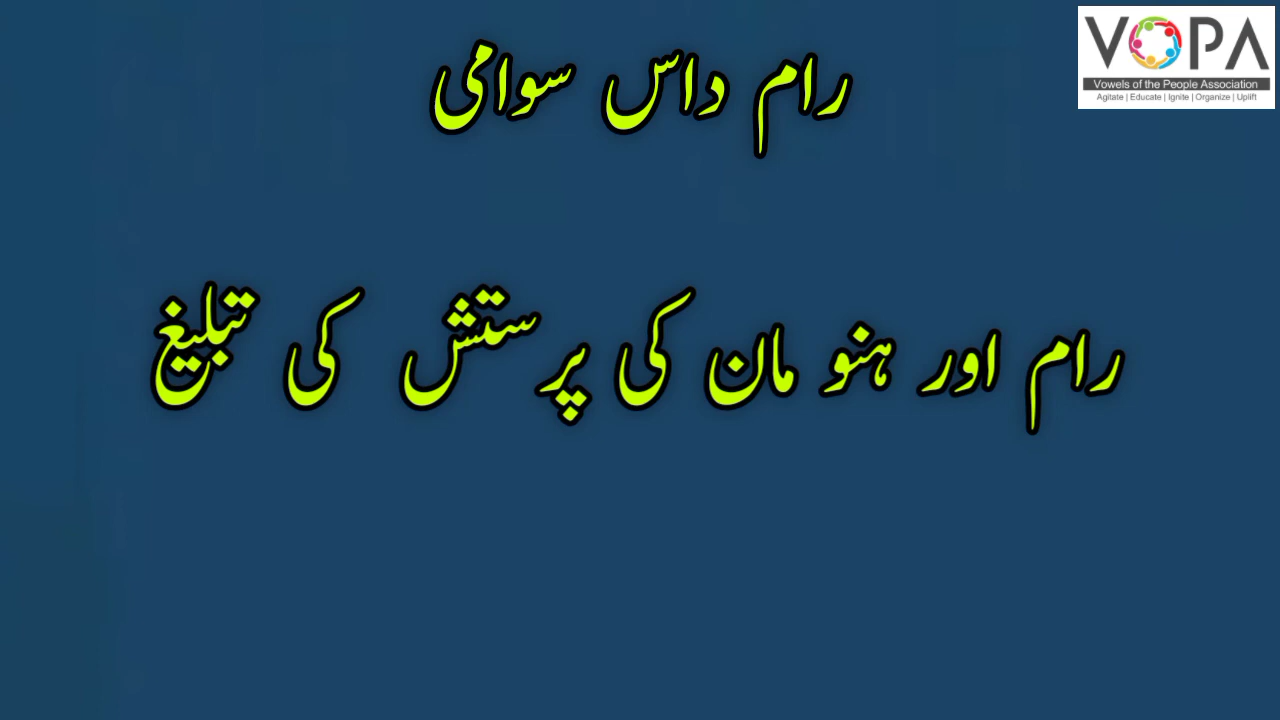 VOPA
Vowels of the People Association
Agitate | Educate | Ignite | Organize | Uplift
رام داس سوامی
رام اور ہنو مان کی پرستش کی تبلیغ